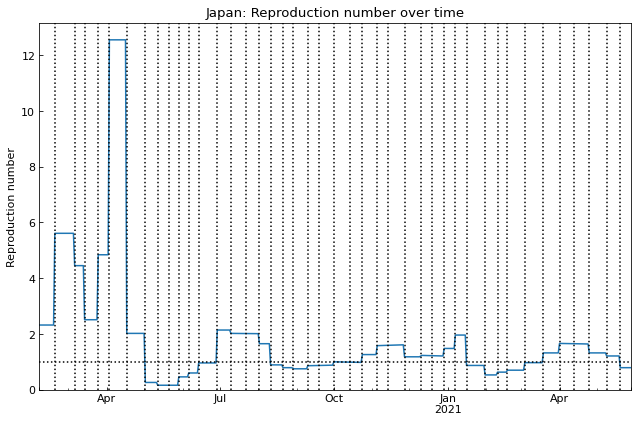 Japan: Reproduction number over time
Reproduction number
12
10
8
6
4
2
0
Apr
Jul
Oct
Jan
2021
Apr